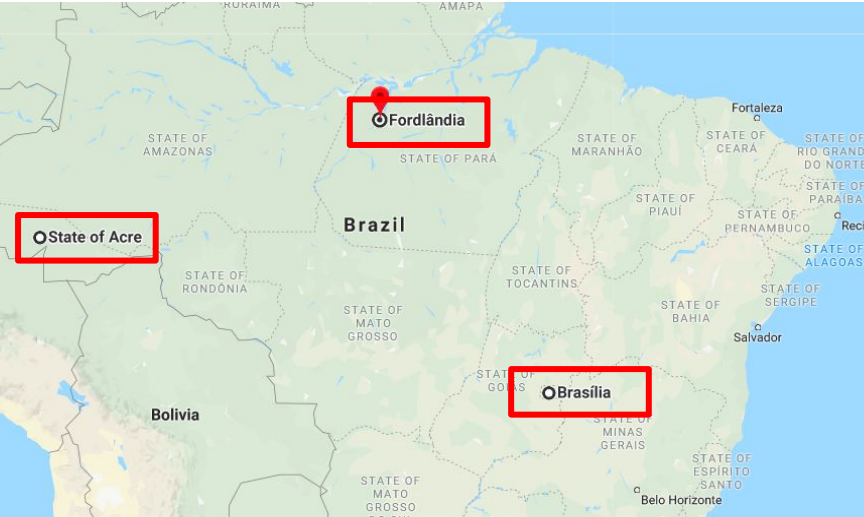 RORAIMA
AMAPÁ
Fortaleza
Fordlândia
STATE OF
AMAZONAS
STATE OF
MARANHÃO
STATE OF
CEARÁ
STATE OF
RIO GRAND
DO NORTE
STATE OF PARÁ
STATE OF
PARAÍBA
STATE OF
PIAUÍ
STATE OF
PERNAMBUCO
Reci
Brazil
State of Acre
STATE OF
ALAGOAS
STATE OF
RONDÔNIA
STATE OF
TOCANTINS
STATE OF
SERGIPE
STATE OF
MATO
GROSSO
STATE OF
BAHIA
Salvador
STATE OF
GOIÁS
Brasília
Bolivia
STATE OF
MINAS
GERAIS
STATE OF
ESPÍRITO
SANTO
STATE OF
MATO
GROSSO
Belo Horizonte